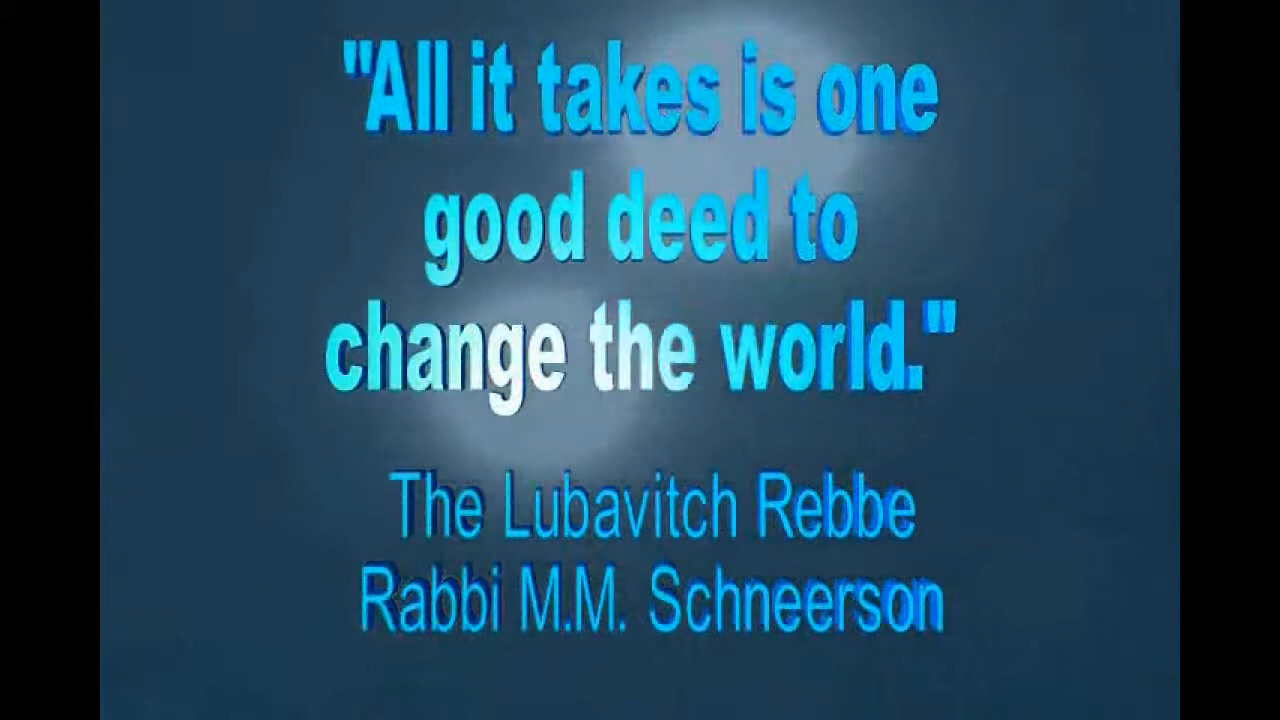 "All it takes is one
good deed to
change the world."
The Lubavitch Rebbe
Rabbi M.M. Schneerson